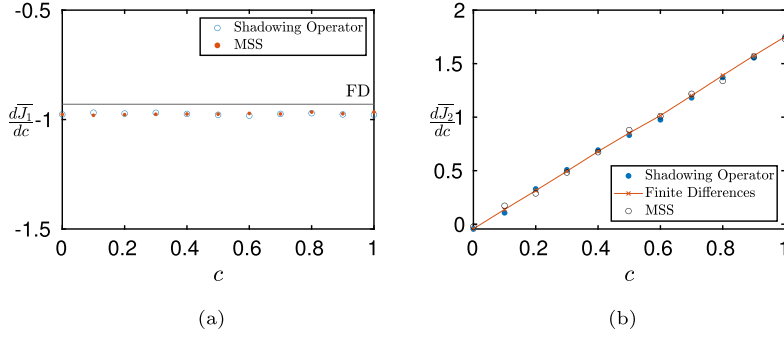 -0.5
Shadowing Operator
MSS
FD
dJ̅₁/dc
-1
-1.5
0 0.2 0.4 0.6 0.8 1
c
(a)
2
1.5
dJ̅₂/dc
1
0.5
0
Shadowing Operator
Finite Differences
MSS
0 0.2 0.4 0.6 0.8 1
c
(b)